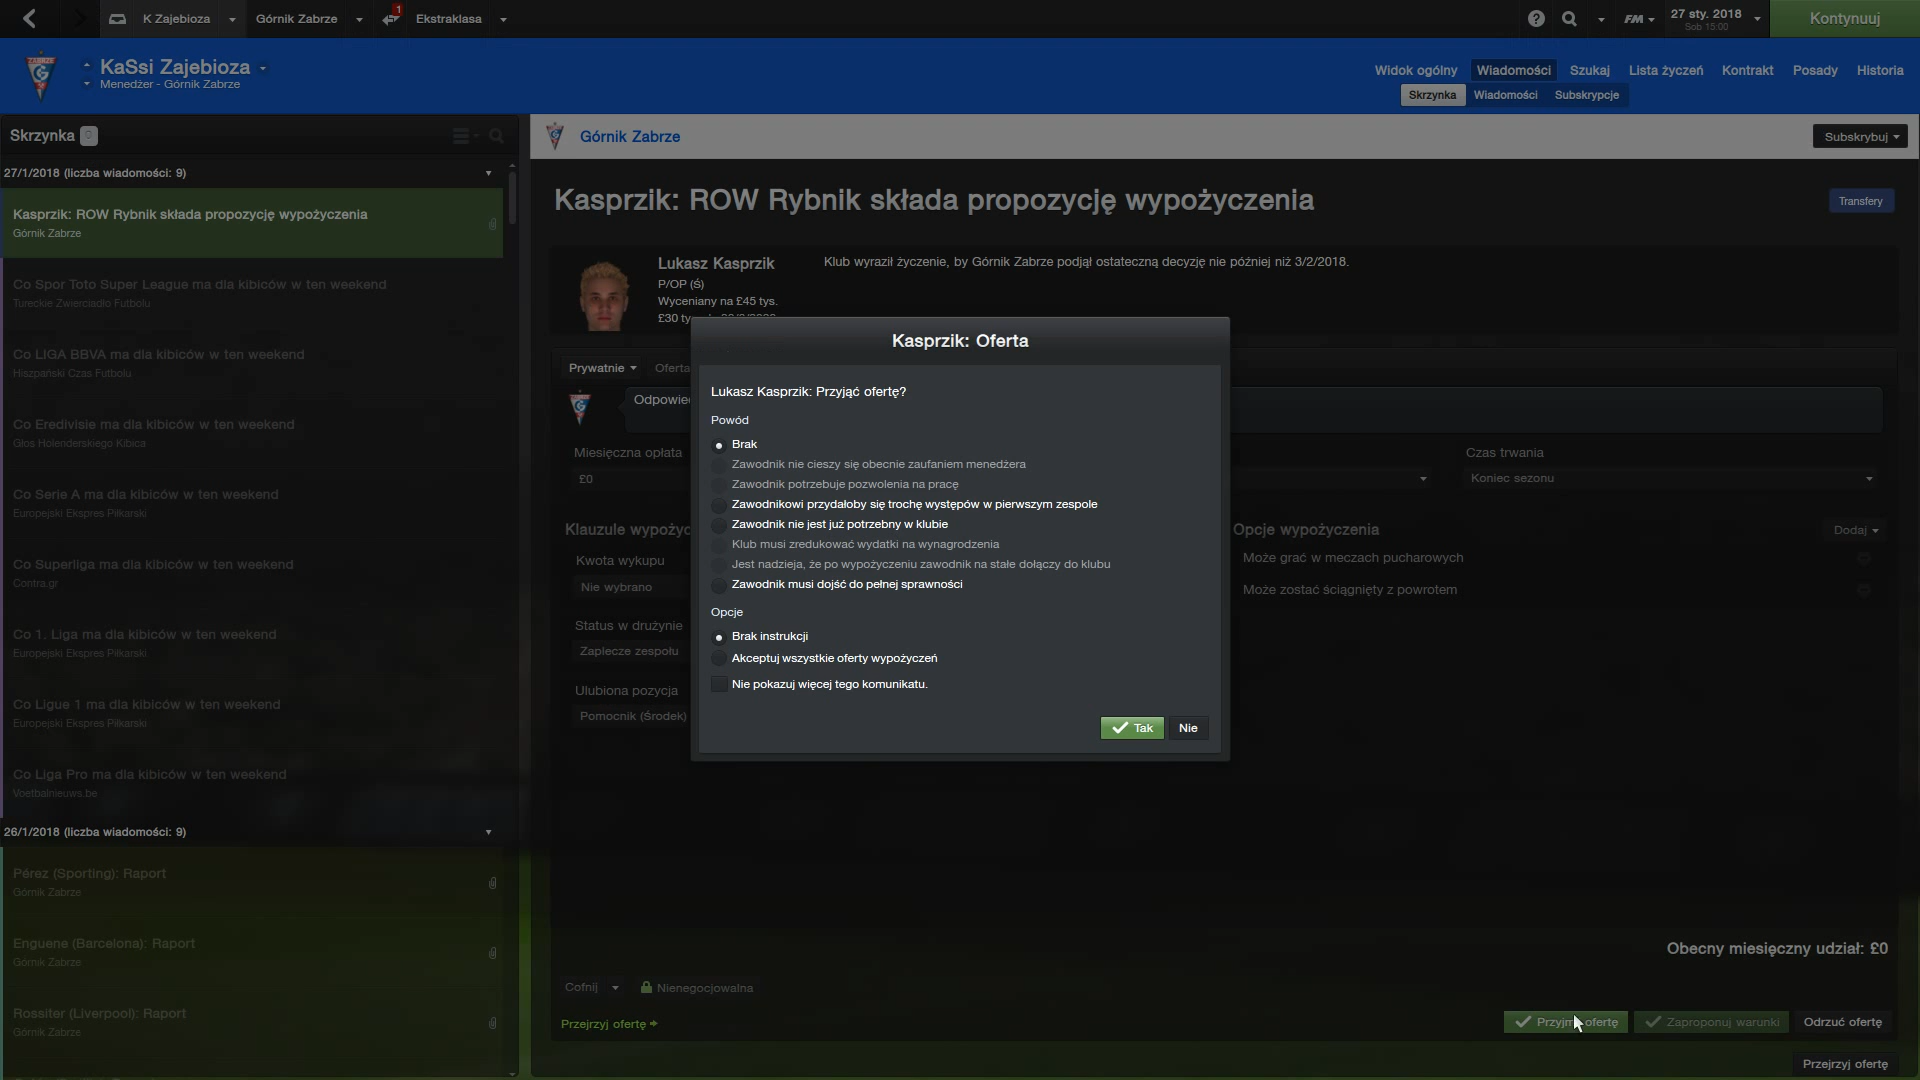 K Zajebioza
Górnik Zabrze
1
Ekstraklasa
FM
27 sty. 2018
Sob 15:00
Kontynuuj
KaSsi Zajebioza
Menedżer - Górnik Zabrze
Widok ogólny
Wiadomości
Szukaj
Lista życzeń
Kontrakt
Posady
Historia
Skrzynka
Wiadomości
Subskrypcje
Skrzynka
27/1/2018 (liczba wiadomości: 9)
Kasprzik: ROW Rybnik składa propozycję wypożyczenia
Górnik Zabrze
Co Spor Toto Super League ma dla kibiców w ten weekend
Tureckie Zwierciadło Futbolu
Co LIGA BBVA ma dla kibiców w ten weekend
Hiszpański Czas Futbolu
Co Eredivisie ma dla kibiców w ten weekend
Głos Holenderskiego Kibica
Co Serie A ma dla kibiców w ten weekend
Europejski Ekspres Piłkarski
Co Superliga ma dla kibiców w ten weekend
Contra.gr
Co 1. Liga ma dla kibiców w ten weekend
Europejski Ekspres Piłkarski
Co Ligue 1 ma dla kibiców w ten weekend
Europejski Ekspres Piłkarski
Co Liga Pro ma dla kibiców w ten weekend
Voetbalnieuws.be
26/1/2018 (liczba wiadomości: 9)
Pérez (Sporting): Raport
Górnik Zabrze
Enguene (Barcelona): Raport
Górnik Zabrze
Rossiter (Liverpool): Raport
Górnik Zabrze
Górnik Zabrze
Subskrybuj
Kasprzik: ROW Rybnik składa propozycję wypożyczenia
Transfery
Lukasz Kasprzik
P/OP (Ś)
Wyceniany na £45 tys.
£30 ty
Klub wyraził życzenie, by Górnik Zabrze podjął ostateczną decyzję nie później niż 3/2/2018.
Prywatnie
Oferta
Odpowie
Miesięczna opłata
£0
Czas trwania
Koniec sezonu
Klauzule wypożyc
Kwota wykupu
Nie wybrano
Status w drużynie
Zaplecze zespołu
Ulubiona pozycja
Pomocnik (Środek)
Opcje wypożyczenia
Dodaj
Może grać w meczach pucharowych
Może zostać ściągnięty z powrotem
Kasprzik: Oferta
Lukasz Kasprzik: Przyjąć ofertę?
Powód
Brak
Zawodnik nie cieszy się obecnie zaufaniem menedżera
Zawodnik potrzebuje pozwolenia na pracę
Zawodnikowi przydałoby się trochę występów w pierwszym zespole
Zawodnik nie jest już potrzebny w klubie
Klub musi zredukować wydatki na wynagrodzenia
Jest nadzieja, że po wypożyczeniu zawodnik na stałe dołączy do klubu
Zawodnik musi dojść do pełnej sprawności
Opcje
Brak instrukcji
Akceptuj wszystkie oferty wypożyczeń
Nie pokazuj więcej tego komunikatu.
Tak
Nie
Obecny miesięczny udział: £0
Cofnij
Nienegocjowalna
Przejrzyj ofertę
Przyjm ofertę
Zaproponuj warunki
Odrzuć ofertę
Przejrzyj ofertę